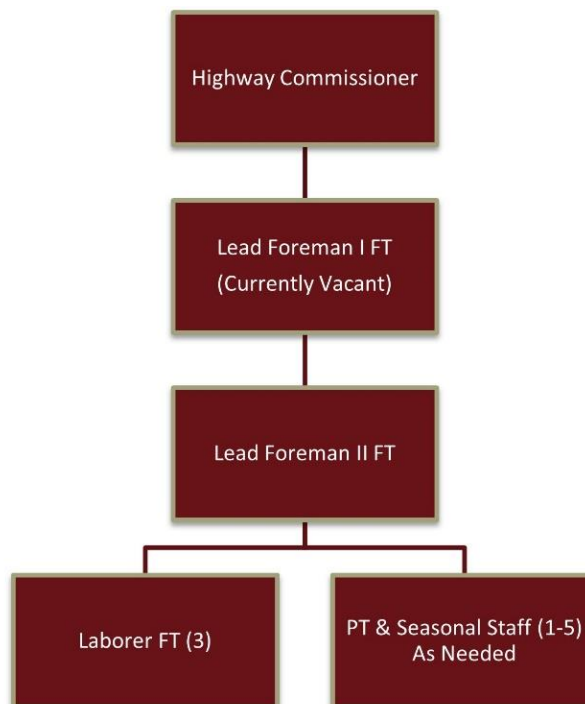 Highway Commissioner
Lead Foreman I FT
(Currently Vacant)
Lead Foreman II FT
Laborer FT (3)
PT & Seasonal Staff (1-5)
As Needed